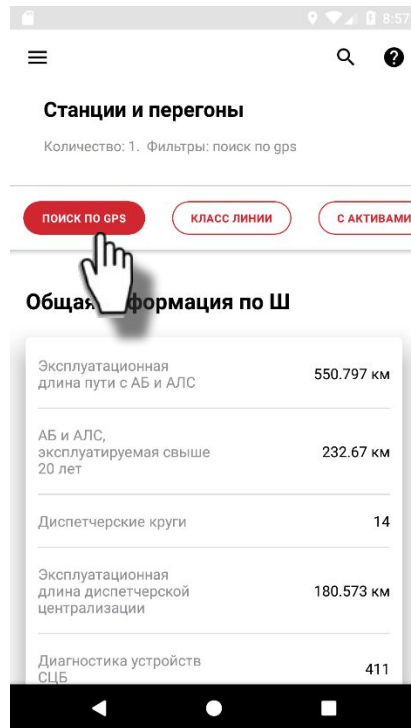 8:57
Станции и перегоны
Количество: 1. Фильтры: поиск по gps
ПОИСК ПО GPS
КЛАСС ЛИНИИ
С АКТИВАМИ
Общая формация по Ш
Эксплуатационная
длина пути с АБ и АЛС
550.797 км
АБ и АЛС,
эксплуатируемая свыше
20 лет
232.67 км
Диспетчерские круги
14
Эксплуатационная
длина диспетчерской
централизации
180.573 км
Диагностика устройств
СЦБ
411